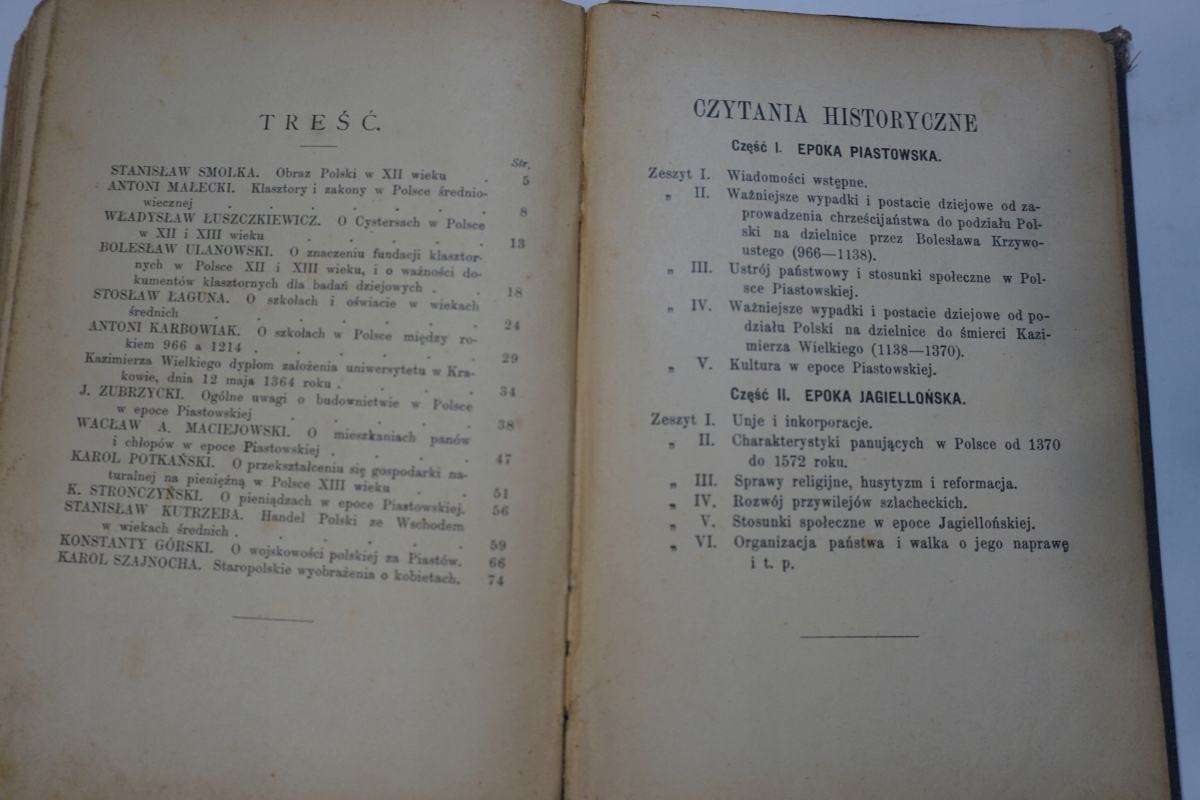 TREŚĆ.
Str.
STANISŁAW SMOLKA. Obraz Polski w XII wieku . 5
ANTONI MAŁECKI. Klasztory i zakony w Polsce średnio-
wiecznej . . . . . . . 8
WŁADYSŁAW ŁUSZCZKIEWICZ. O Cystersach w Polsce
w XII i XIII wieku . . . . . 13
BOLESŁAW ULANOWSKI. O znaczeniu fundacji klasztor-
nych w Polsce XII i XIII wieku, i o ważności do-
kumentów klasztornych dla badań dziejowych . . 18
STOSŁAW ŁAGUNA. O szkołach i oświacie w wiekach
średnich . . . . . . . 24
ANTONI KARBOWIAK. O szkołach w Polsce między ro-
kiem 966 a 1214 . . . . . . 29
Kazimierza Wielkiego dyplom założenia uniwersytetu w Kra-
kowie, dnia 12 maja 1364 roku . . . . 34
J. ZUBRZYCKI. Ogólne uwagi o budownictwie w Polsce
w epoce Piastowskiej . . . . . 38
WACŁAW A. MACIEJOWSKI. O mieszkaniach panów
i chłopów w epoce Piastowskiej . . . . 47
KAROL POTKAŃSKI. O przekształceniu się gospodarki na-
turalnej na pieniężną w Polsce XIII wieku . . 51
K. STRONCZYŃSKI. O pieniądzach w epoce Piastowskiej. 56
STANISŁAW KUTRZEBA. Handel Polski ze Wschodem
w wiekach średnich . . . . . . 59
KONSTANTY GÓRSKI. O wojskowości polskiej za Piastów. 66
KAROL SZAJNOCHA. Staropolskie wyobrażenia o kobietach. 74
CZYTANIA HISTORYCZNE
Część I. EPOKA PIASTOWSKA.
Zeszyt I. Wiadomości wstępne.
„ II. Ważniejsze wypadki i postacie dziejowe od za-
prowadzenia chrześcijaństwa do podziału Pol-
ski na dzielnice przez Bolesława Krzywo-
ustego (966—1138).
„ III. Ustrój państwowy i stosunki społeczne w Pol-
sce Piastowskiej.
„ IV. Ważniejsze wypadki i postacie dziejowe od po-
działu Polski na dzielnice do śmierci Kazi-
mierza Wielkiego (1138—1370).
„ V. Kultura w epoce Piastowskiej.
Część II. EPOKA JAGIELLOŃSKA.
Zeszyt I. Unje i inkorporacje.
„ II. Charakterystyki panujących w Polsce od 1370
do 1572 roku.
„ III. Sprawy religijne, husytyzm i reformacja.
„ IV. Rozwój przywilejów szlacheckich.
„ V. Stosunki społeczne w epoce Jagiellońskiej.
„ VI. Organizacja państwa i walka o jego naprawę
i t. p.